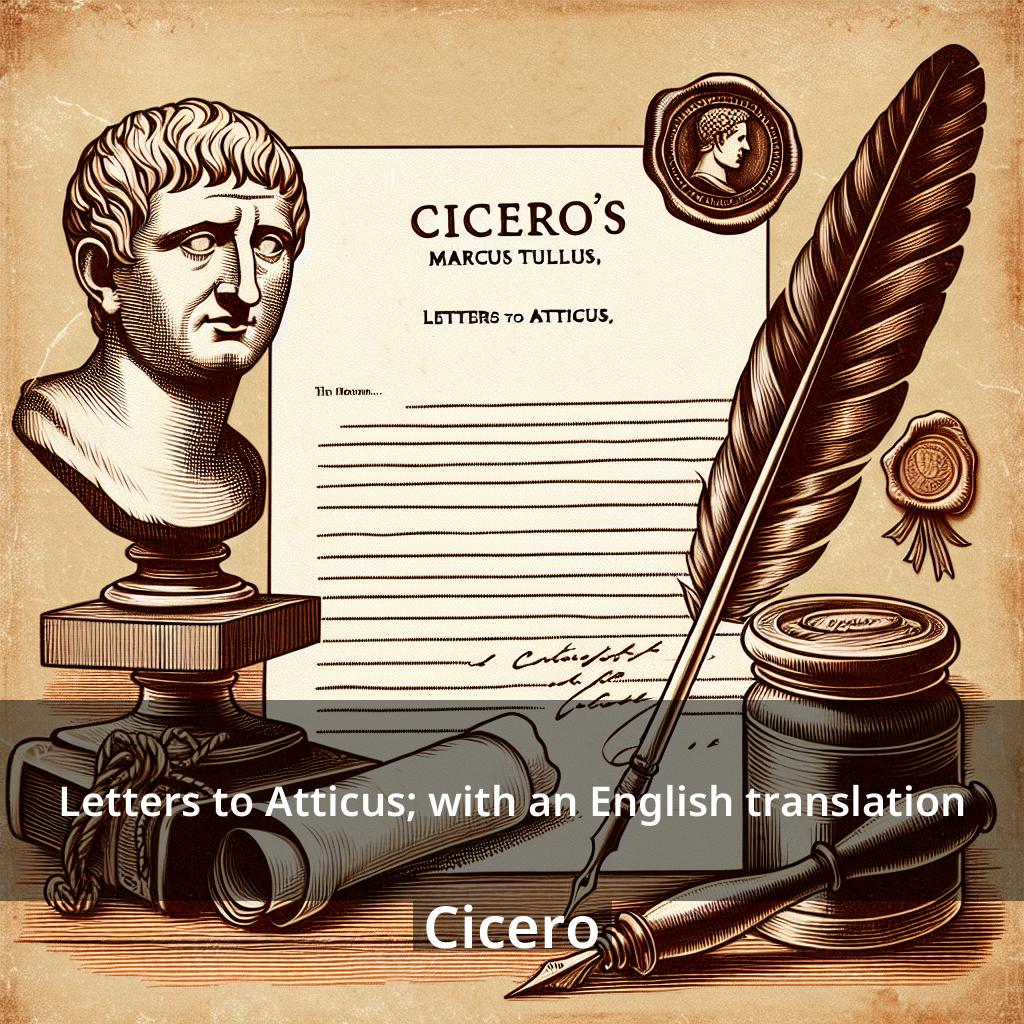 CICERO'S
MARCUS TULLUS,
LETTERS TO ATTICUS,
Letters to Atticus; with an English translation
Cicero